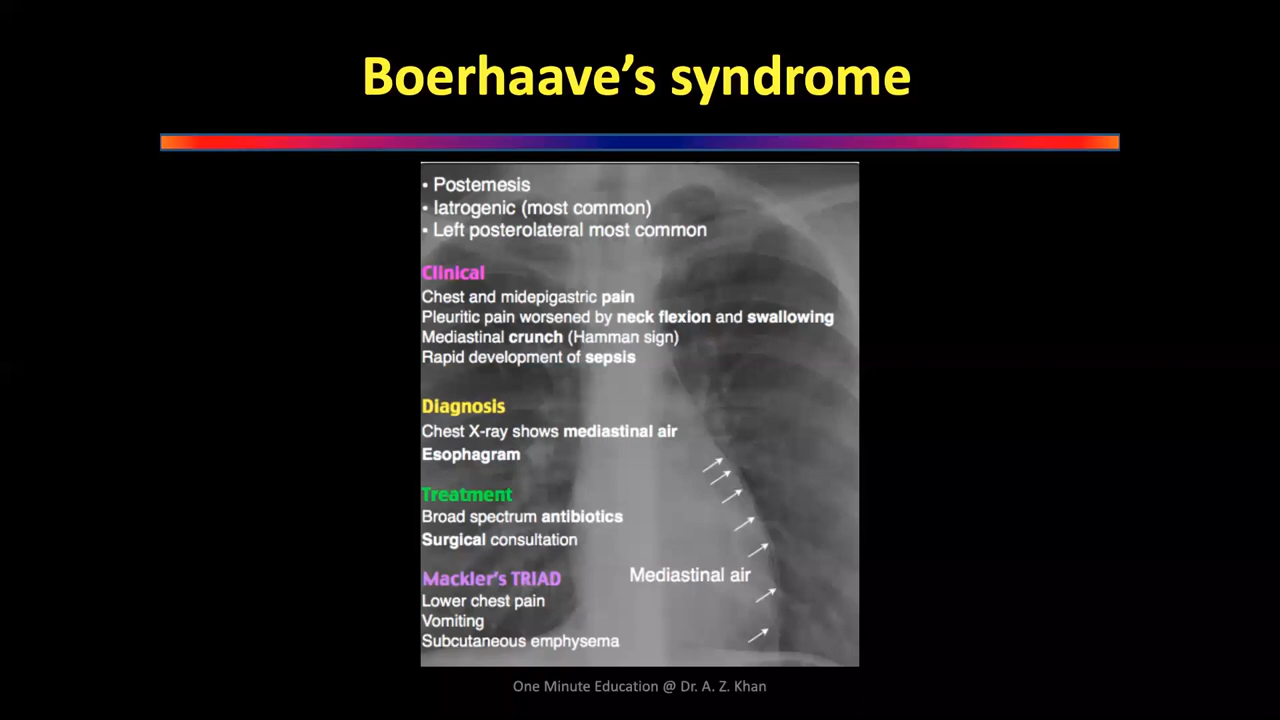 Boerhaave's syndrome
• Postemesis
• Iatrogenic (most common)
• Left posterolateral most common
Clinical
Chest and midepigastric pain
Pleuritic pain worsened by neck flexion and swallowing
Mediastinal crunch (Hamman sign)
Rapid development of sepsis
Diagnosis
Chest X-ray shows mediastinal air
Esophagram
Treatment
Broad spectrum antibiotics
Surgical consultation
Mackler's TRIAD
Lower chest pain
Vomiting
Subcutaneous emphysema
Mediastinal air
One Minute Education @ Dr. A. Z. Khan